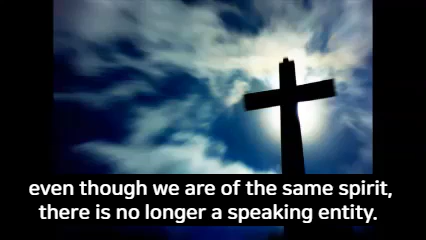 even though we are of the same spirit,
there is no longer a speaking entity.